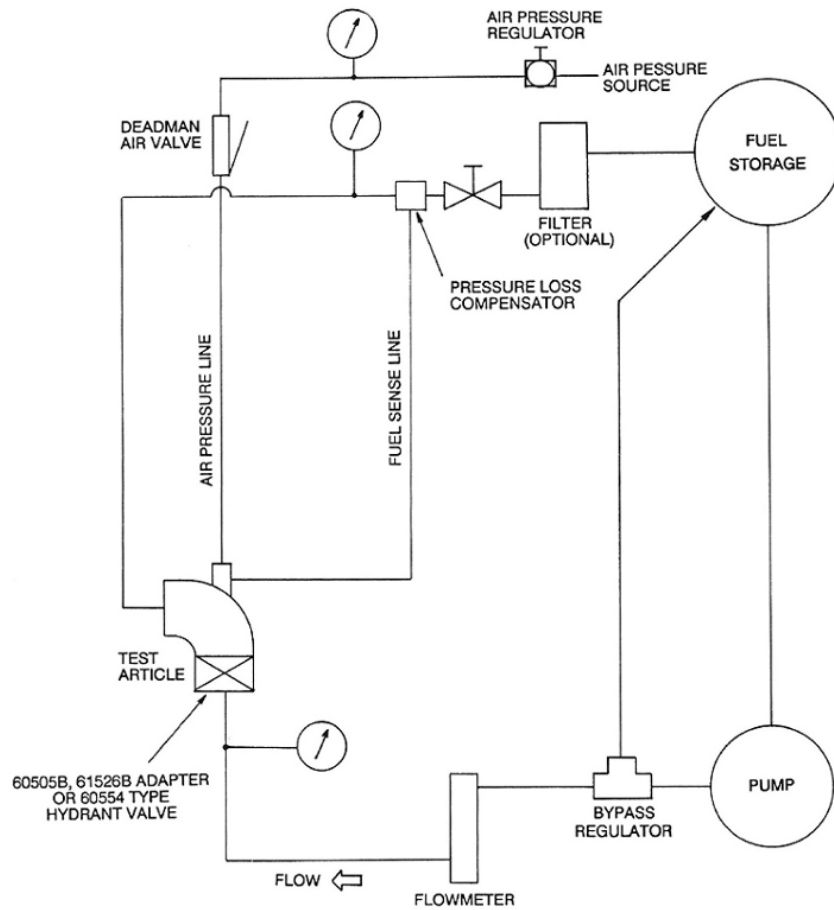 AIR PRESSURE
REGULATOR
AIR PESSURE
SOURCE
DEADMAN
AIR VALVE
FUEL
STORAGE
FILTER
(OPTIONAL)
PRESSURE LOSS
COMPENSATOR
AIR PRESSURE LINE
FUEL SENSE LINE
TEST
ARTICLE
60505B, 61526B ADAPTER
OR 60554 TYPE
HYDRANT VALVE
PUMP
BYPASS
REGULATOR
FLOW
FLOWMETER